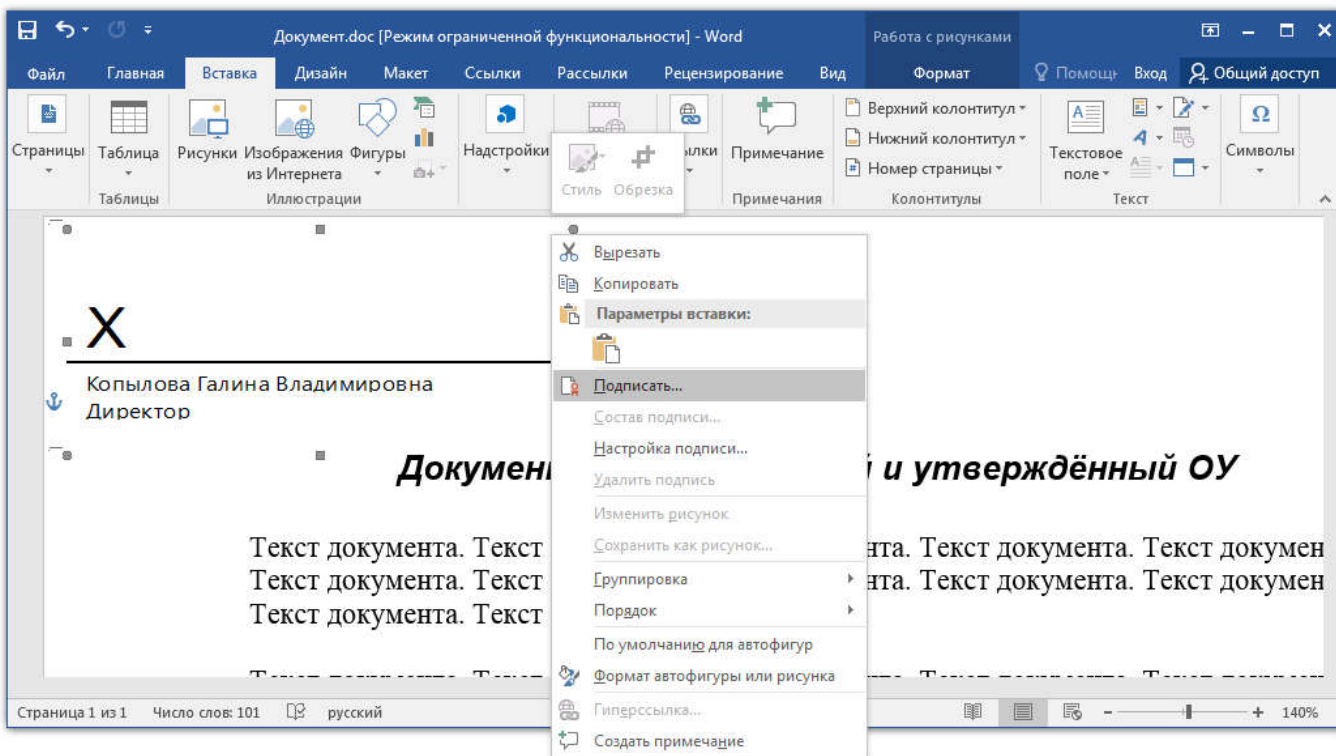 Документ.doc [Режим ограниченной функциональности] - Word
Работа с рисунками
Файл Главная Вставка Дизайн Макет Ссылки Рассылки Рецензирование Вид Формат Помощь Вход Общий доступ
Страницы
Таблица
Таблицы
Рисунки
Изображения из Интернета
Фигуры
Иллюстрации
Надстройки
Стиль Обрезка
Примечание
Примечания
Верхний колонтитул
Нижний колонтитул
Номер страницы
Колонтитулы
Текстовое поле
Текст
Символы
X
Копылова Галина Владимировна
Директор
Вырезать
Копировать
Параметры вставки:
Подписать...
Состав подписи...
Настройка подписи...
Удалить подпись
Изменить рисунок
Сохранить как рисунок...
Группировка
Порядок
По умолчанию для автофигур
Формат автофигуры или рисунка
Гиперссылка...
Создать примечание
и утверждённый ОУ
Текст документа. Текст нта. Текст документа. Текст докумен
Текст документа. Текст нта. Текст документа. Текст докумен
Текст документа. Текст
Страница 1 из 1 Число слов: 101 русский 140%